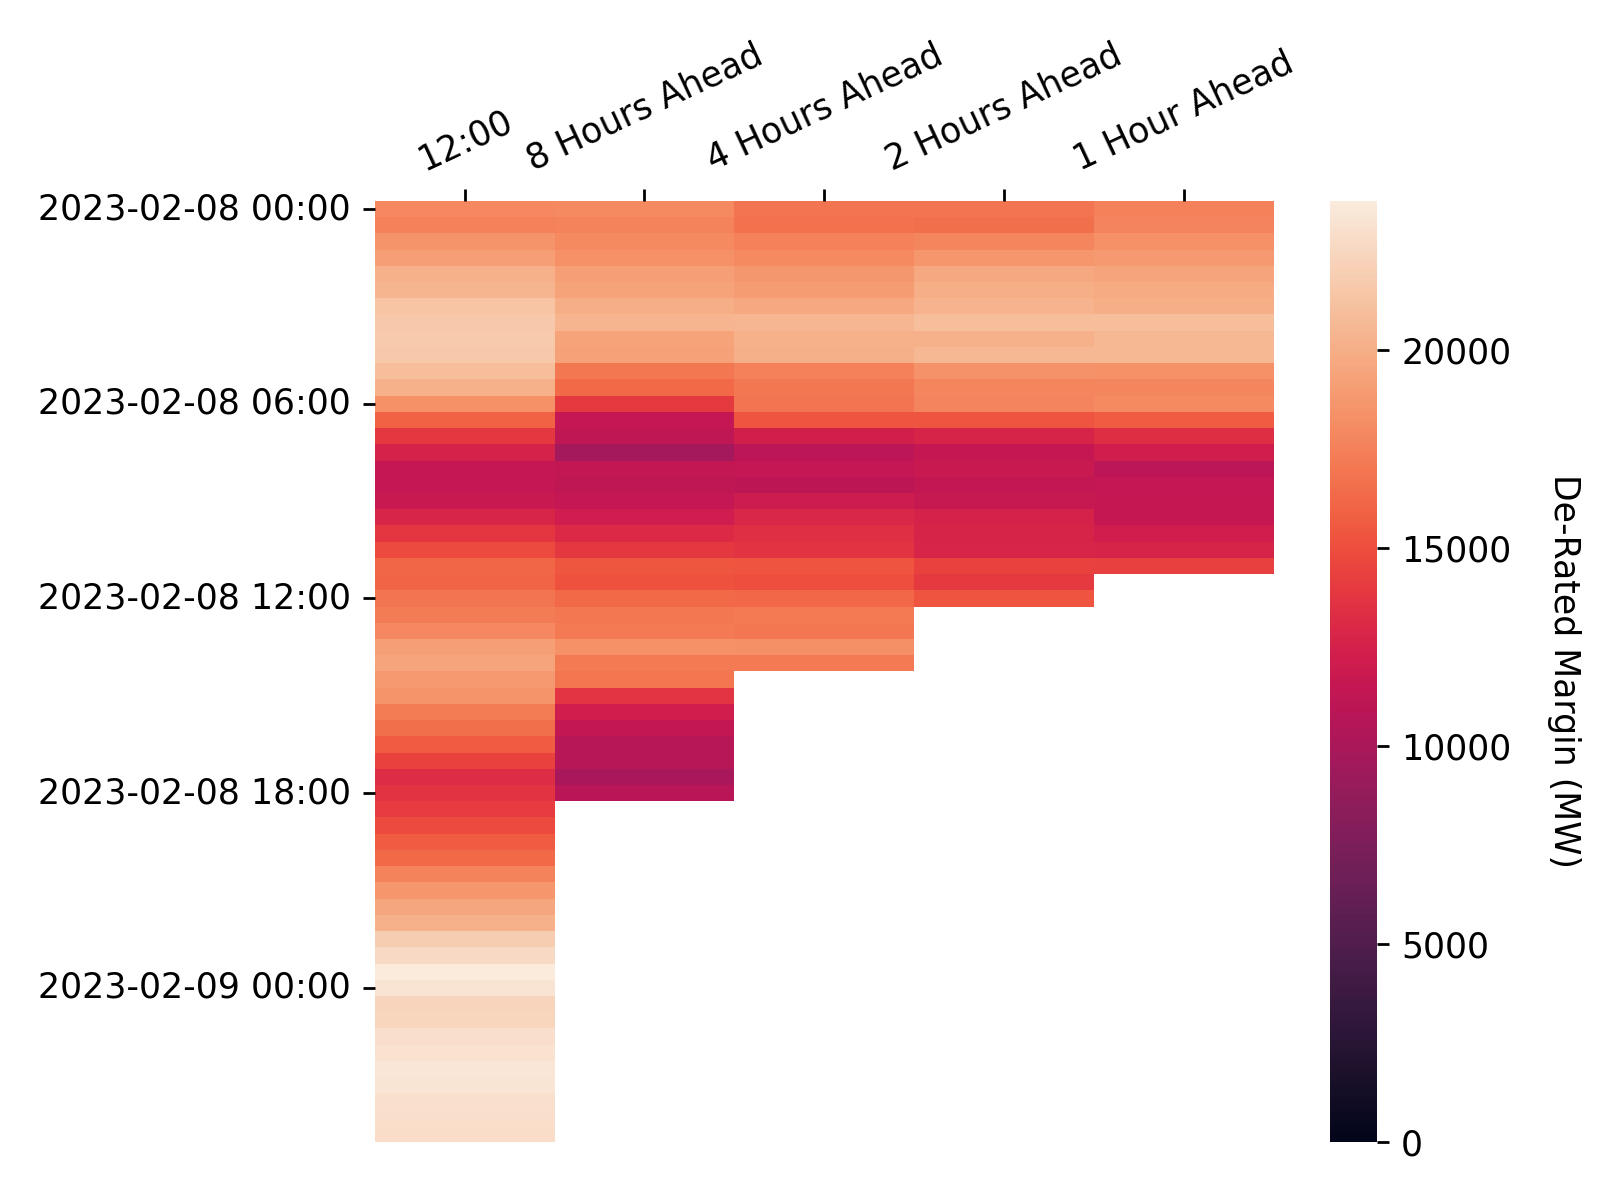 12:00
8 Hours Ahead
4 Hours Ahead
2 Hours Ahead
1 Hour Ahead
2023-02-08 00:00
2023-02-08 06:00
2023-02-08 12:00
2023-02-08 18:00
2023-02-09 00:00
20000
15000
10000
5000
0
De-Rated Margin (MW)